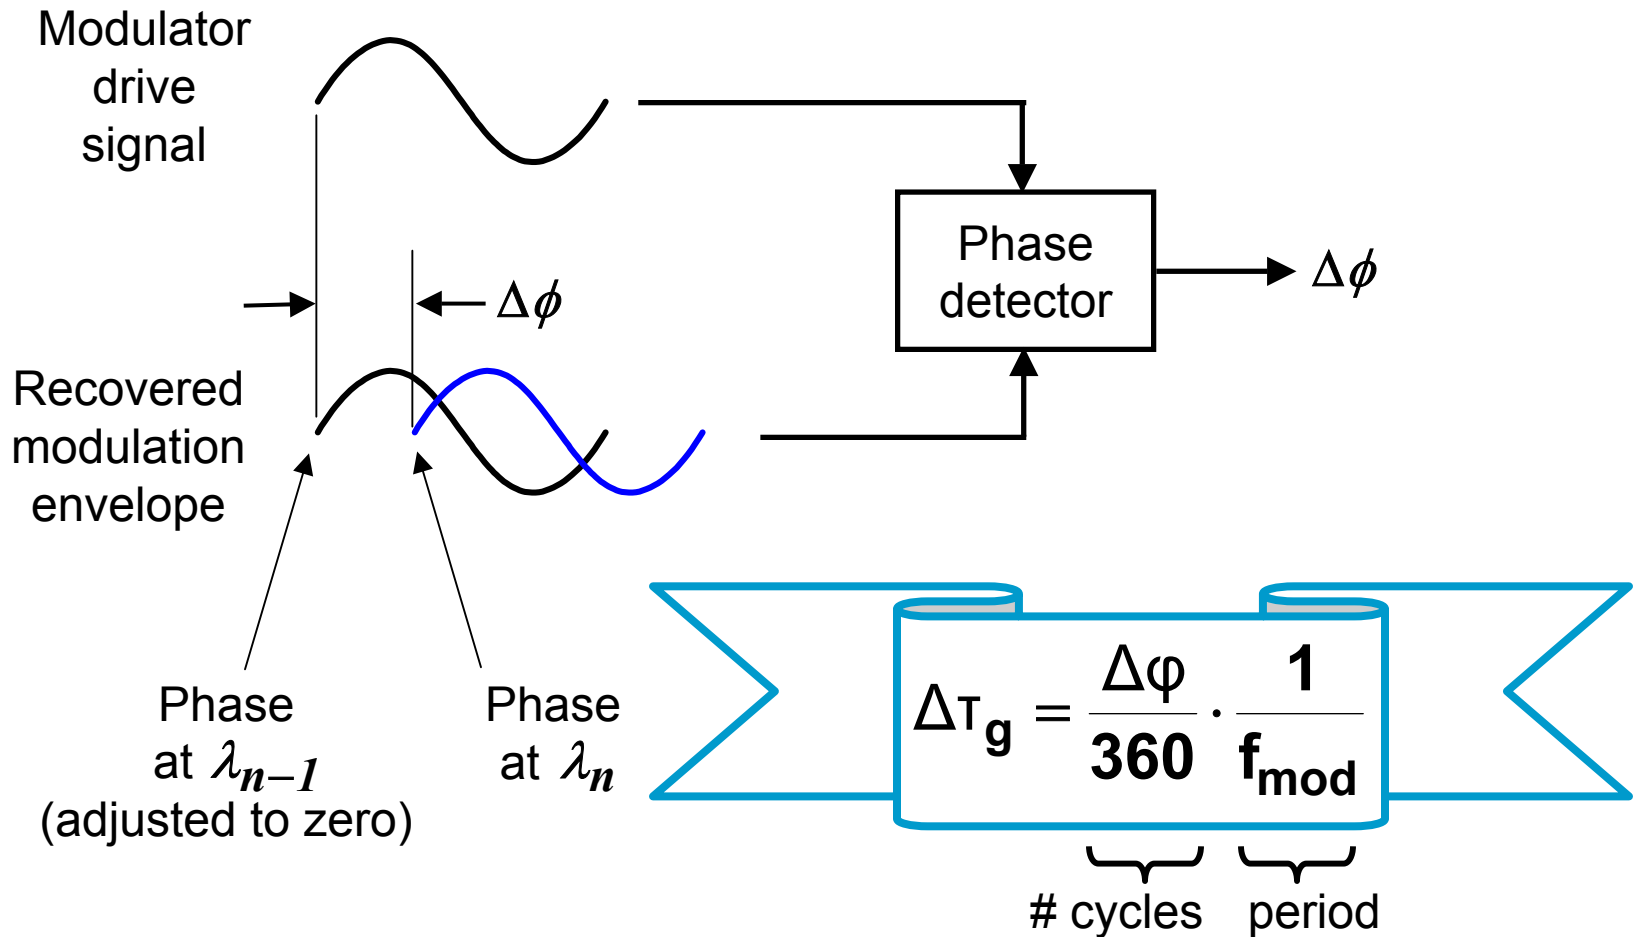 Modulator
drive
signal
Phase
detector
Δϕ
Δϕ
Recovered
modulation
envelope
Phase
at λn−1
(adjusted to zero)
Phase
at λn
Δτg = Δφ/360 · 1/fmod
# cycles
period